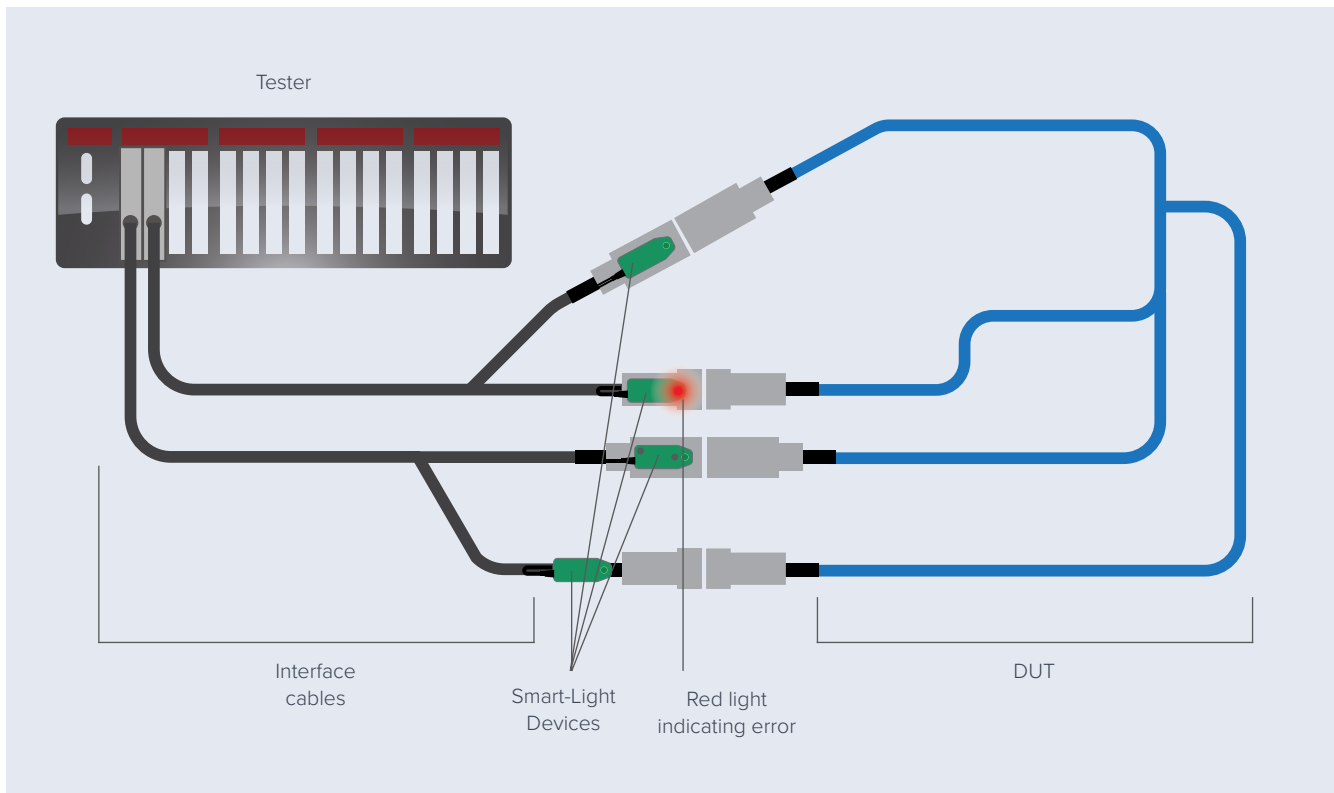 Tester
Interface
cables
Smart-Light
Devices
Red light
indicating error
DUT